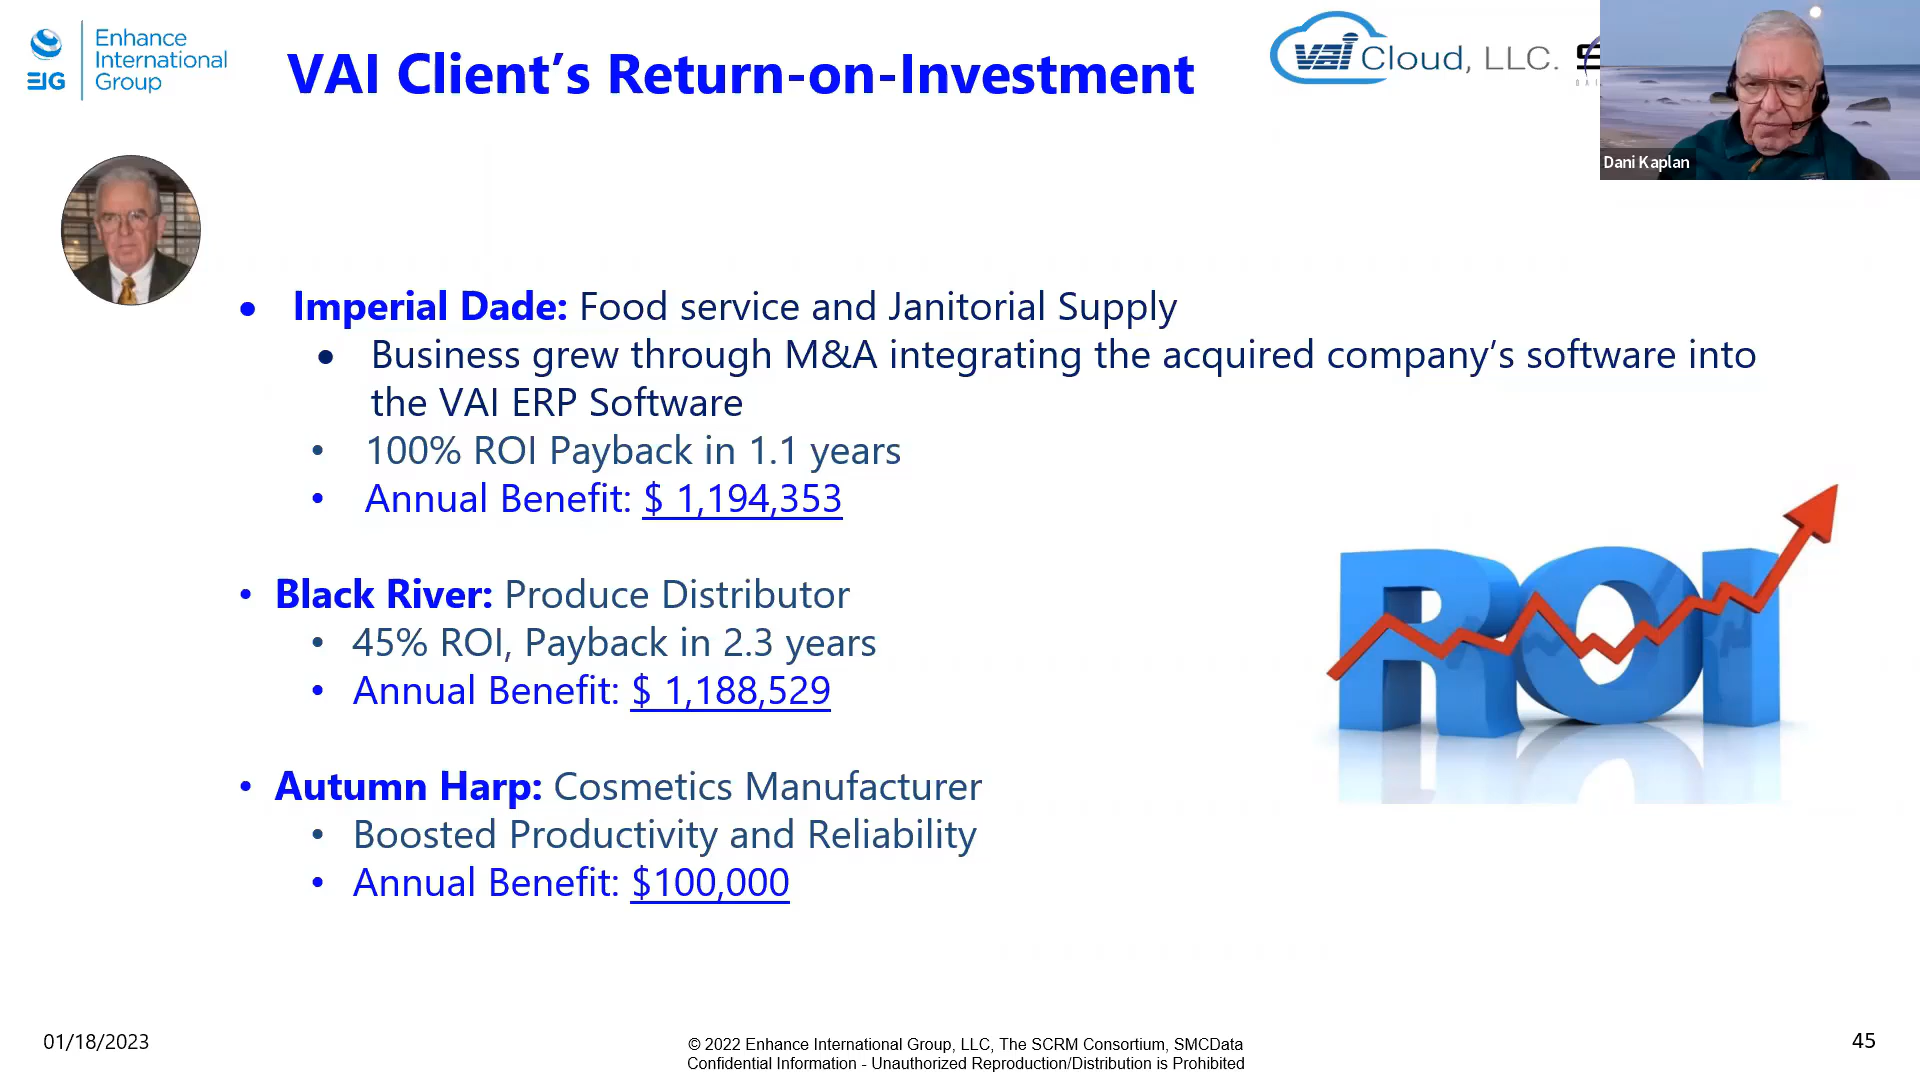 Enhance
International
Group
EIG
VAI Client’s Return-on-Investment
vai Cloud, LLC.
Dani Kaplan
• Imperial Dade: Food service and Janitorial Supply
• Business grew through M&A integrating the acquired company’s software into
the VAI ERP Software
• 100% ROI Payback in 1.1 years
• Annual Benefit: $ 1,194,353
• Black River: Produce Distributor
• 45% ROI, Payback in 2.3 years
• Annual Benefit: $ 1,188,529
• Autumn Harp: Cosmetics Manufacturer
• Boosted Productivity and Reliability
• Annual Benefit: $100,000
ROI
01/18/2023
© 2022 Enhance International Group, LLC, The SCRM Consortium, SMCData
Confidential Information - Unauthorized Reproduction/Distribution is Prohibited
45